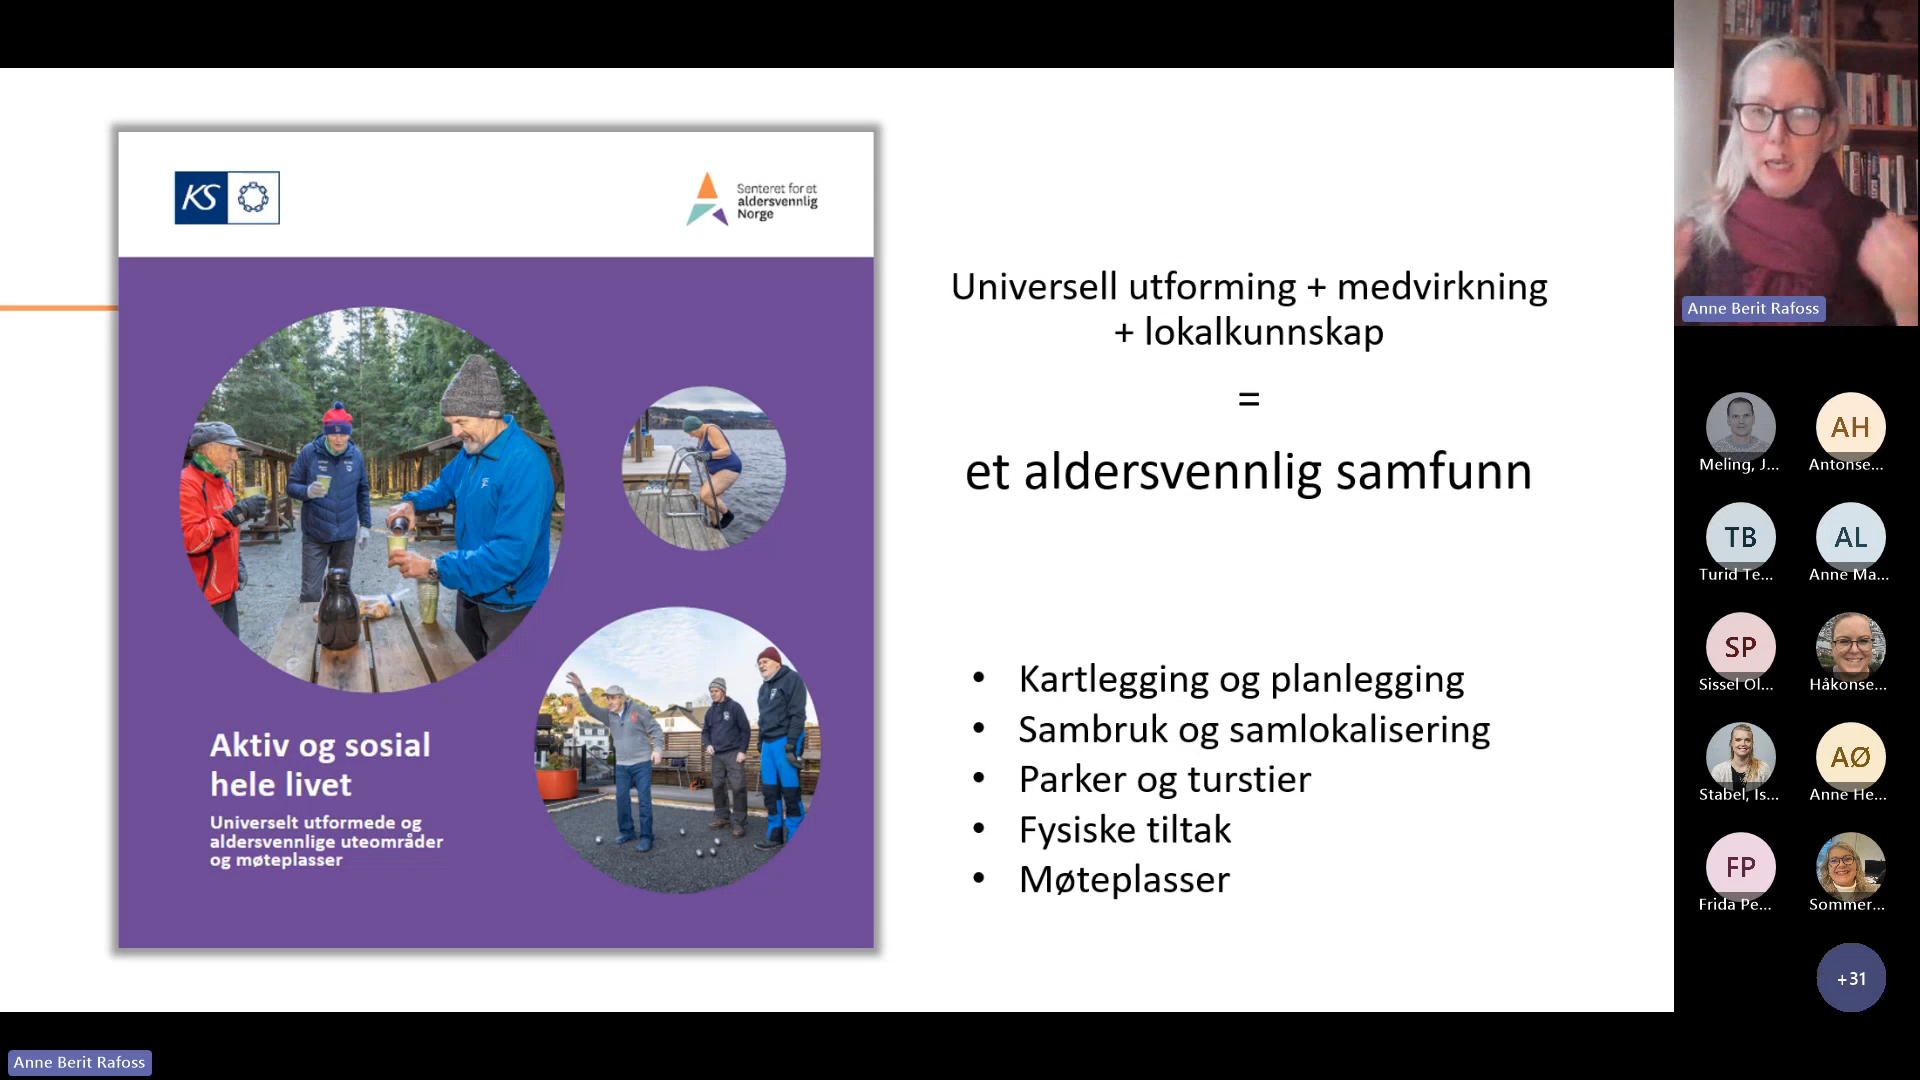 KS
Senteret for et
aldersvennlig
Norge
Aktiv og sosial
hele livet
Universelt utformede og
aldersvennlige uteområder
og møteplasser
Universell utforming + medvirkning
+ lokalkunnskap
=
et aldersvennlig samfunn
• Kartlegging og planlegging
• Sambruk og samlokalisering
• Parker og turstier
• Fysiske tiltak
• Møteplasser
Anne Berit Rafoss
Meling, J...
AH
Antonse...
TB
Turid Te...
AL
Anne Ma...
SP
Sissel Ol...
Håkonse...
Stabel, Is...
AØ
Anne He...
FP
Frida Pe...
Sommer...
+31
Anne Berit Rafoss